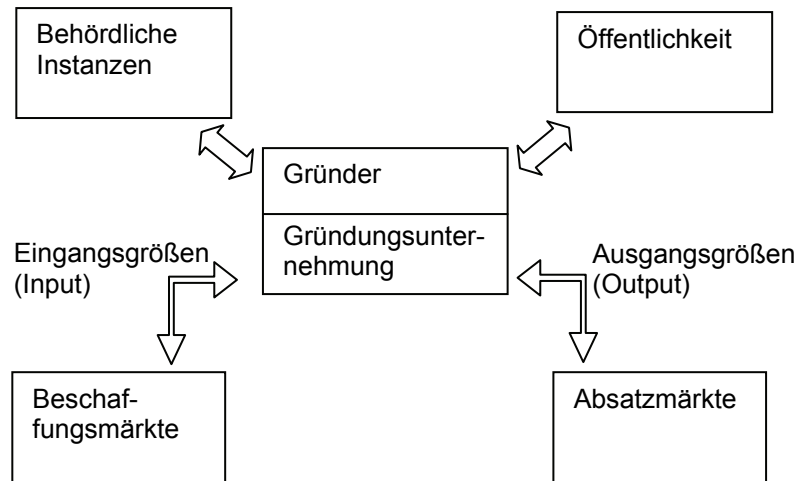 Behördliche
Instanzen
Öffentlichkeit
Gründer
Gründungsunter-
nehmung
Eingangsgrößen
(Input)
Ausgangsgrößen
(Output)
Beschaf-
fungsmärkte
Absatzmärkte